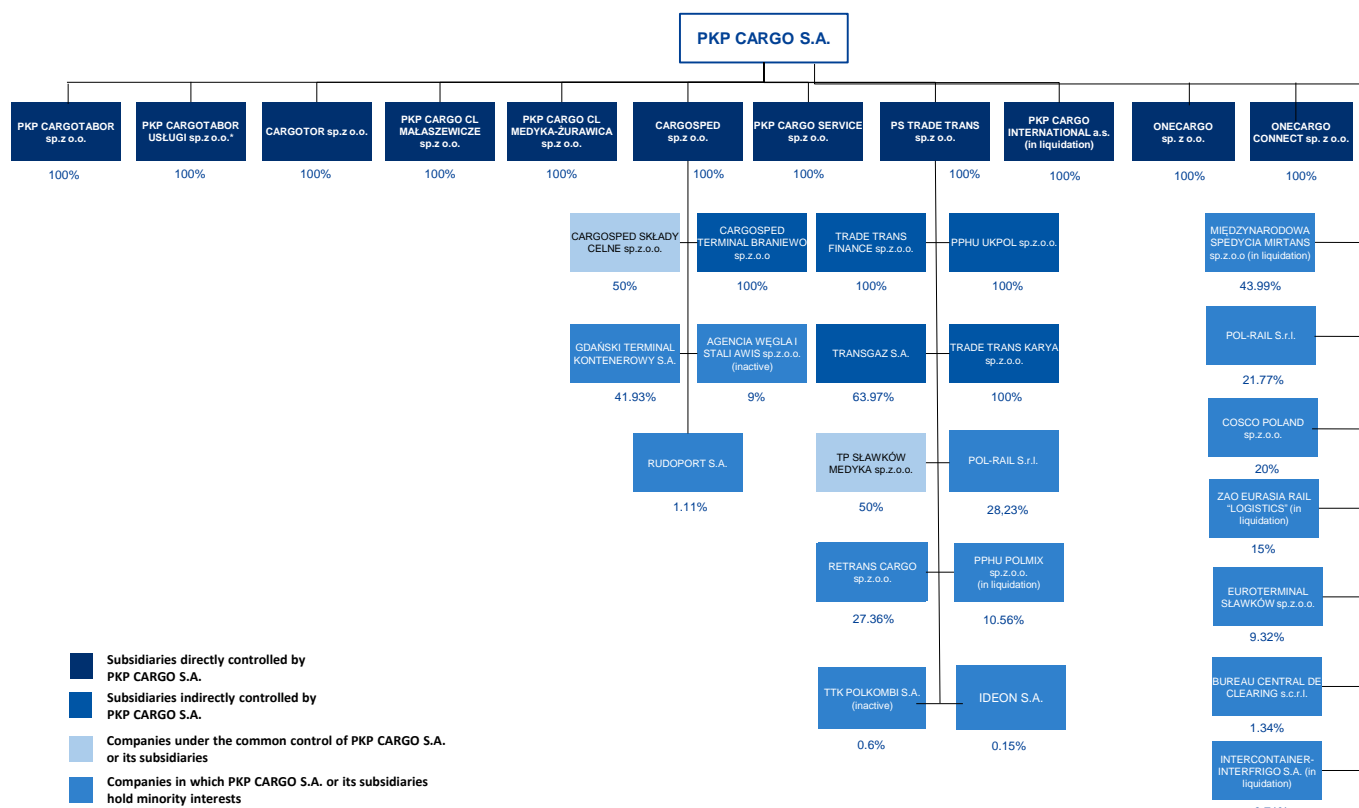 PKP CARGO S.A.
PKP CARGOTABOR
sp.z o.o.
100%
PKP CARGOTABOR
USŁUGI sp.z o.o.*
100%
CARGOTOR sp.z o.o.
100%
PKP CARGO CL
MAŁASZEWICZE
sp.z o.o.
100%
PKP CARGO CL
MEDYKA-ŻURAWICA
sp.z o.o.
100%
CARGOSPED
sp.z o.o.
100%
PKP CARGO SERVICE
sp.z o.o.
100%
PS TRADE TRANS
sp.z o.o.
100%
PKP CARGO
INTERNATIONAL a.s.
(in liquidation)
100%
ONECARGO
sp. z o.o.
100%
ONECARGO
CONNECT sp. z o.o.
100%
CARGOSPED SKŁADY
CELNE sp.z.o.o.
50%
CARGOSPED
TERMINAL BRANIEWO
sp.z.o.o
100%
TRADE TRANS
FINANCE sp.z.o.o.
100%
PPHU UKPOL sp.z.o.o.
100%
MIĘDZYNARODOWA
SPEDYCIA MIRTANS
sp.z.o.o (in liquidation)
43.99%
GDAŃSKI TERMINAL
KONTENEROWY S.A.
41.93%
AGENCIA WĘGLA I
STALI AWIS sp.z.o.o.
(inactive)
9%
TRANSGAZ S.A.
63.97%
TRADE TRANS KARYA
sp.z.o.o.
100%
POL-RAIL S.r.l.
21.77%
RUDOPORT S.A.
1.11%
TP SŁAWKÓW
MEDYKA sp.z.o.o.
50%
POL-RAIL S.r.l.
28,23%
COSCO POLAND
sp.z.o.o.
20%
ZAO EURASIA RAIL
"LOGISTICS" (in
liquidation)
15%
RETRANS CARGO
sp.z.o.o.
27.36%
PPHU POLMIX
sp.z.o.o.
(in liquidation)
10.56%
EUROTERMINAL
SŁAWKÓW sp.z.o.o.
9.32%
TTK POLKOMBI S.A.
(inactive)
0.6%
IDEON S.A.
0.15%
BUREAU CENTRAL DE
CLEARING s.c.r.l.
1.34%
INTERCONTAINER-
INTERFRIGO S.A. (in
liquidation)
Subsidiaries directly controlled by
PKP CARGO S.A.
Subsidiaries indirectly controlled by
PKP CARGO S.A.
Companies under the common control of PKP CARGO S.A.
or its subsidiaries
Companies in which PKP CARGO S.A. or its subsidiaries
hold minority interests